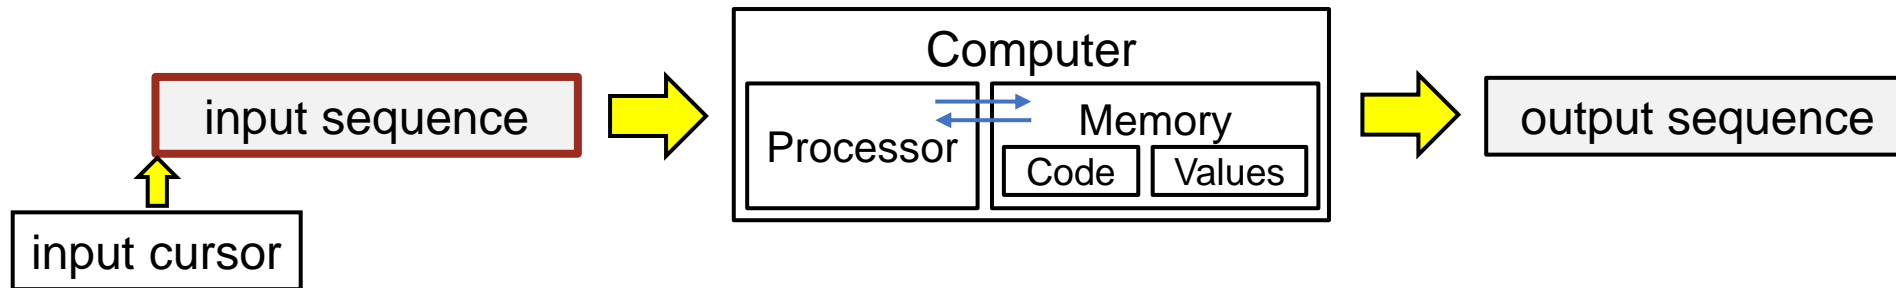 Computer
input sequence
Processor
Memory
Code
Values
output sequence
input cursor